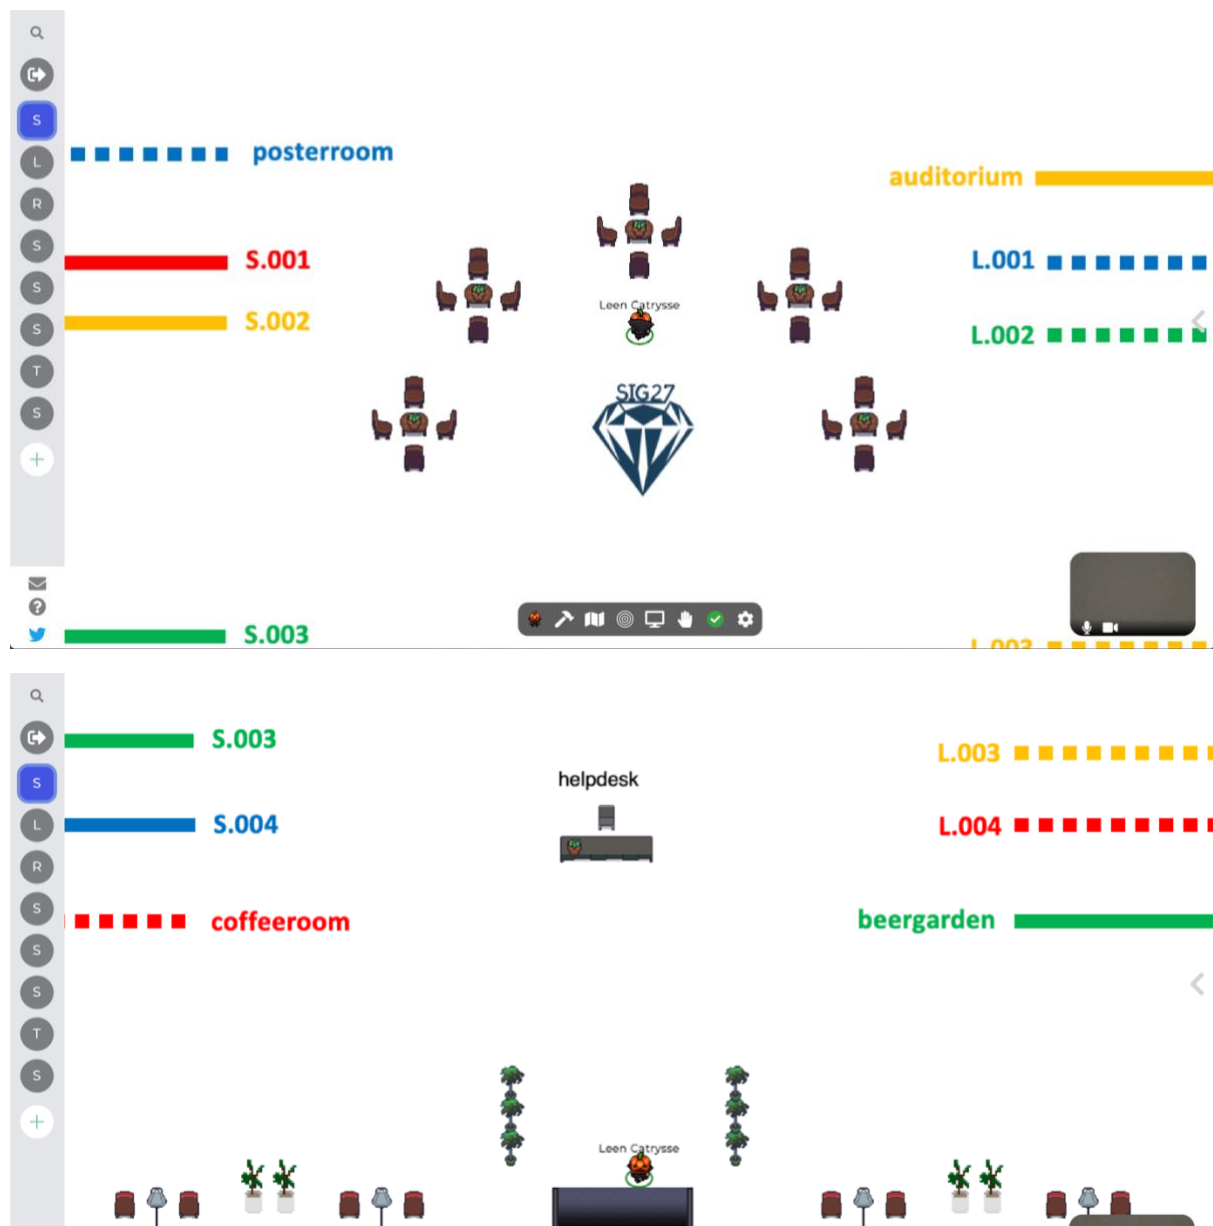 S
L
R
S
S
S
T
S
posterroom
auditorium
S.001
L.001
S.002
L.002
Leen Catrysse
SIG27
S.003
L.003
S
L
R
S
S
S
T
S
S.003
L.003
helpdesk
S.004
L.004
coffeeroom
beergarden
Leen Catrysse